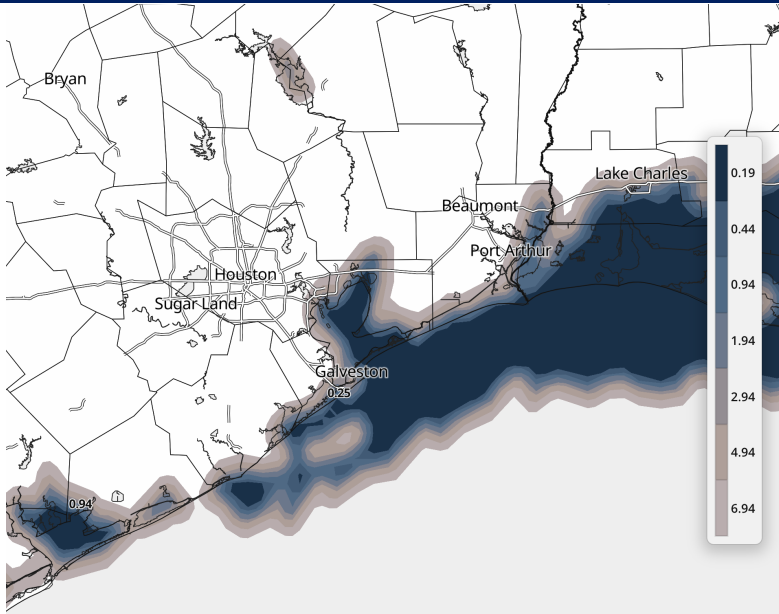 Bryan
Lake Charles
Beaumont
Port Arthur
Houston
Sugar Land
Galveston
0.25
0.94
0.19
0.44
0.94
1.94
2.94
4.94
6.94